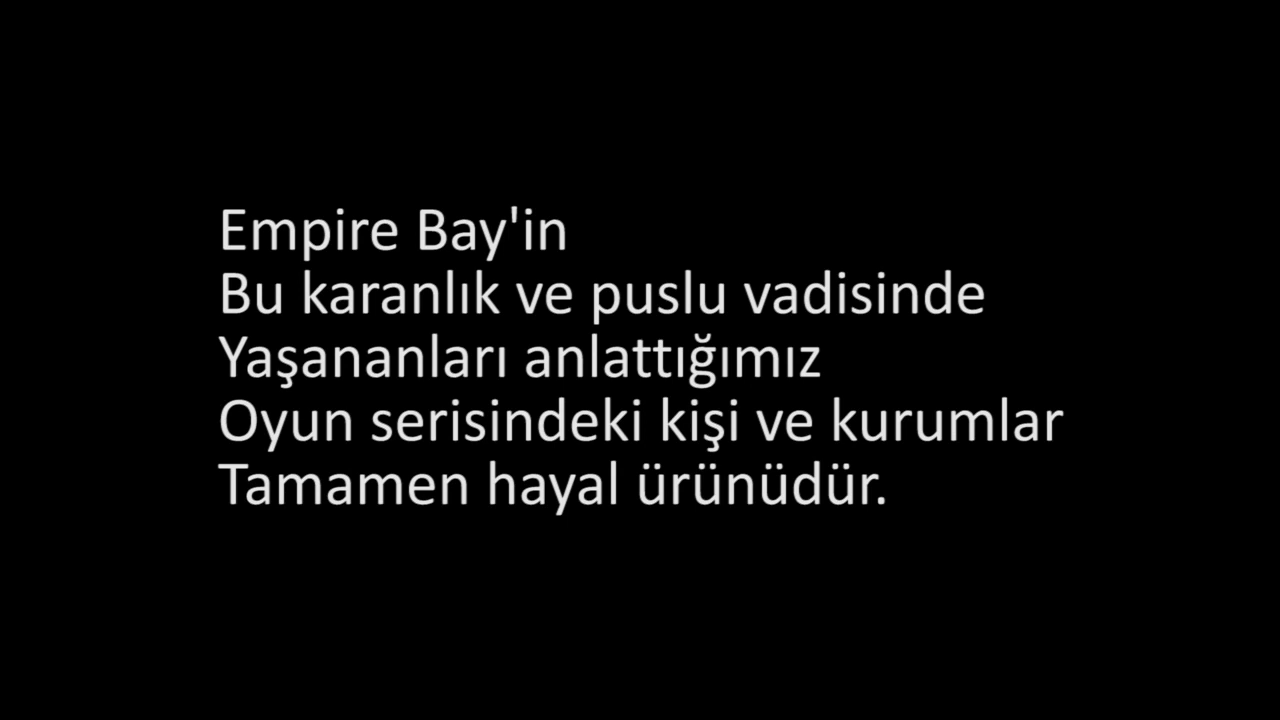 Empire Bay'in
Bu karanlık ve puslu vadisinde
Yaşananları anlattığımız
Oyun serisindeki kişi ve kurumlar
Tamamen hayal ürünüdür.